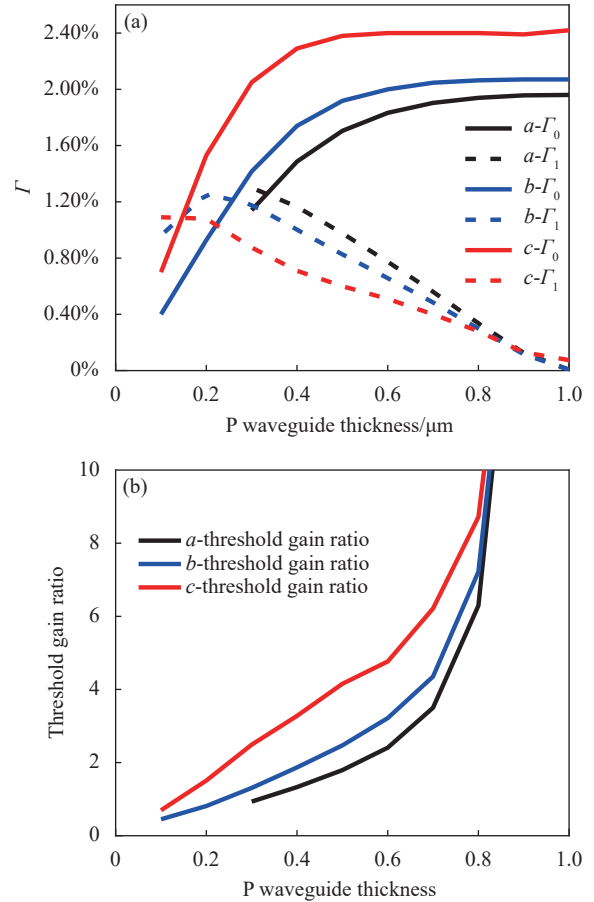 (a)
2.40%
2.00%
1.60%
1.20%
0.80%
0.40%
0%
Γ
a-Γ0
a-Γ1
b-Γ0
b-Γ1
c-Γ0
c-Γ1
0 0.2 0.4 0.6 0.8 1.0
P waveguide thickness/μm
(b)
10
8
6
4
2
0
Threshold gain ratio
a-threshold gain ratio
b-threshold gain ratio
c-threshold gain ratio
0 0.2 0.4 0.6 0.8 1.0
P waveguide thickness